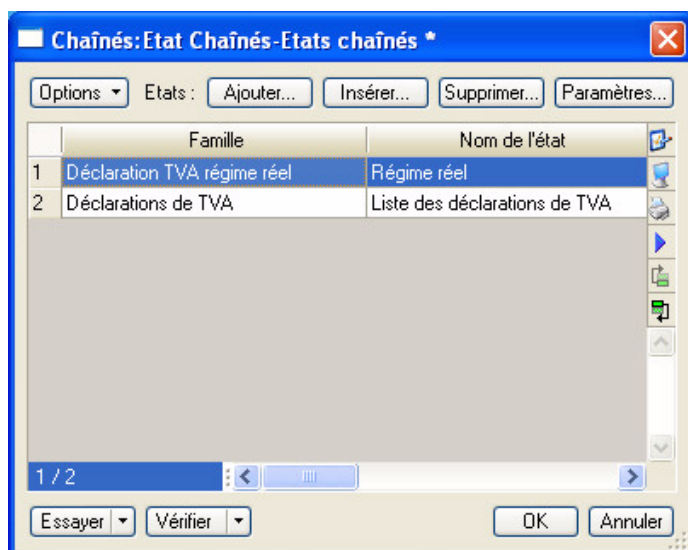 Chaînés:Etat Chaînés-Etats chaînés *
Options Etats : Ajouter... Insérer... Supprimer... Paramètres...
Famille Nom de l'état
1 Déclaration TVA régime réel Régime réel
2 Déclarations de TVA Liste des déclarations de TVA
1 / 2
Essayer Vérifier OK Annuler